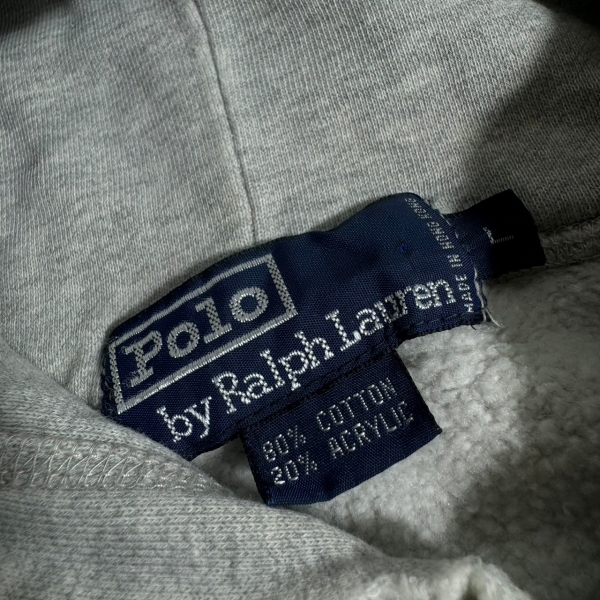 Polo
by Ralph Lauren
MADE IN HONG KONG
L
80% COTTON
20% ACRYLIC